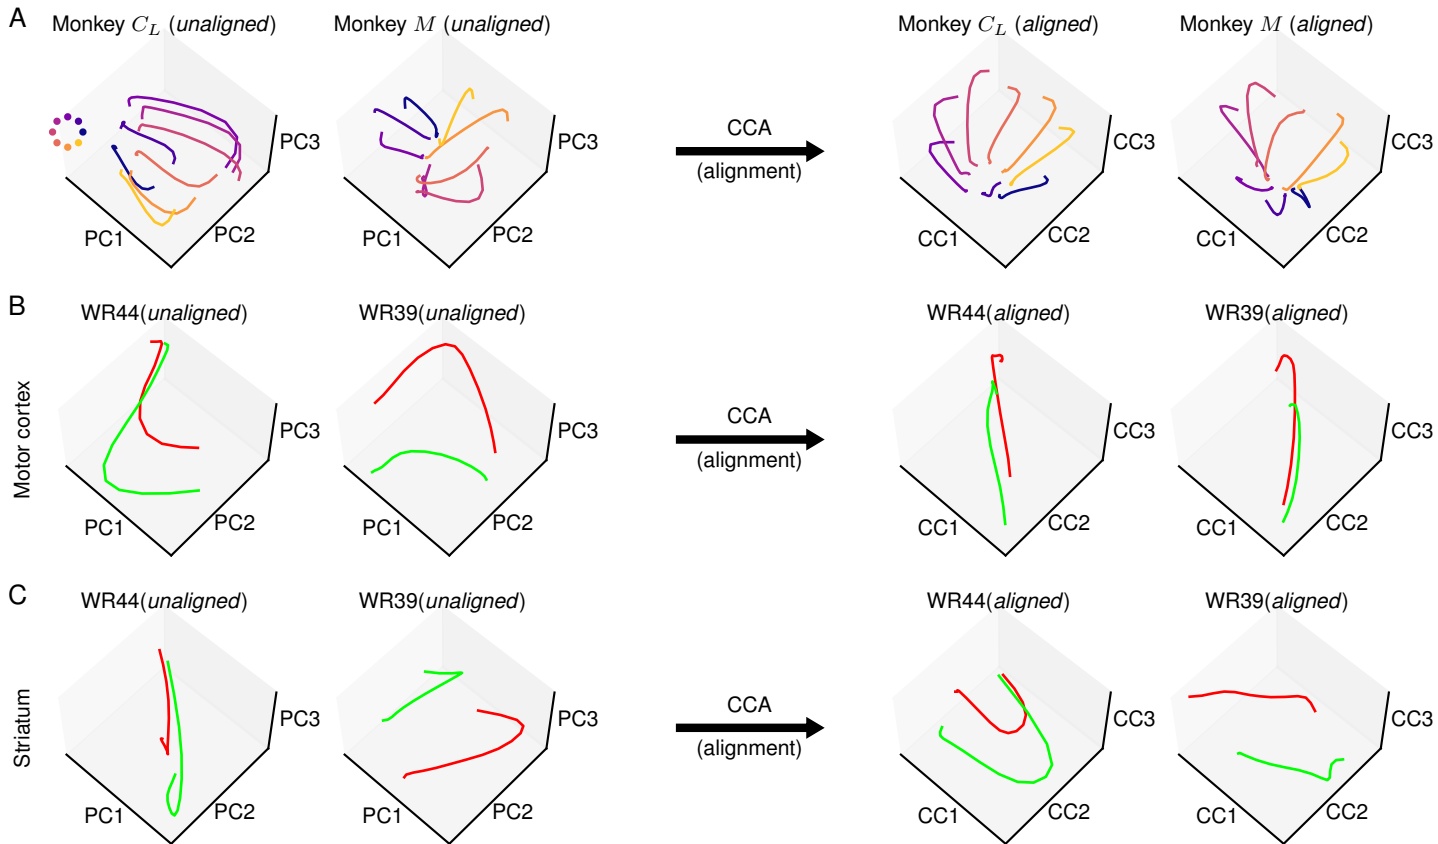 A
Monkey C_L (unaligned)
Monkey M (unaligned)
Monkey C_L (aligned)
Monkey M (aligned)
PC1
PC2
PC3
PC1
PC2
PC3
CCA
(alignment)
CC1
CC2
CC3
CC1
CC2
CC3
B
Motor cortex
WR44(unaligned)
WR39(unaligned)
WR44(aligned)
WR39(aligned)
PC1
PC2
PC3
PC1
PC2
PC3
CCA
(alignment)
CC1
CC2
CC3
CC1
CC2
CC3
C
Striatum
WR44(unaligned)
WR39(unaligned)
WR44(aligned)
WR39(aligned)
PC1
PC2
PC3
PC1
PC2
PC3
CCA
(alignment)
CC1
CC2
CC3
CC1
CC2
CC3